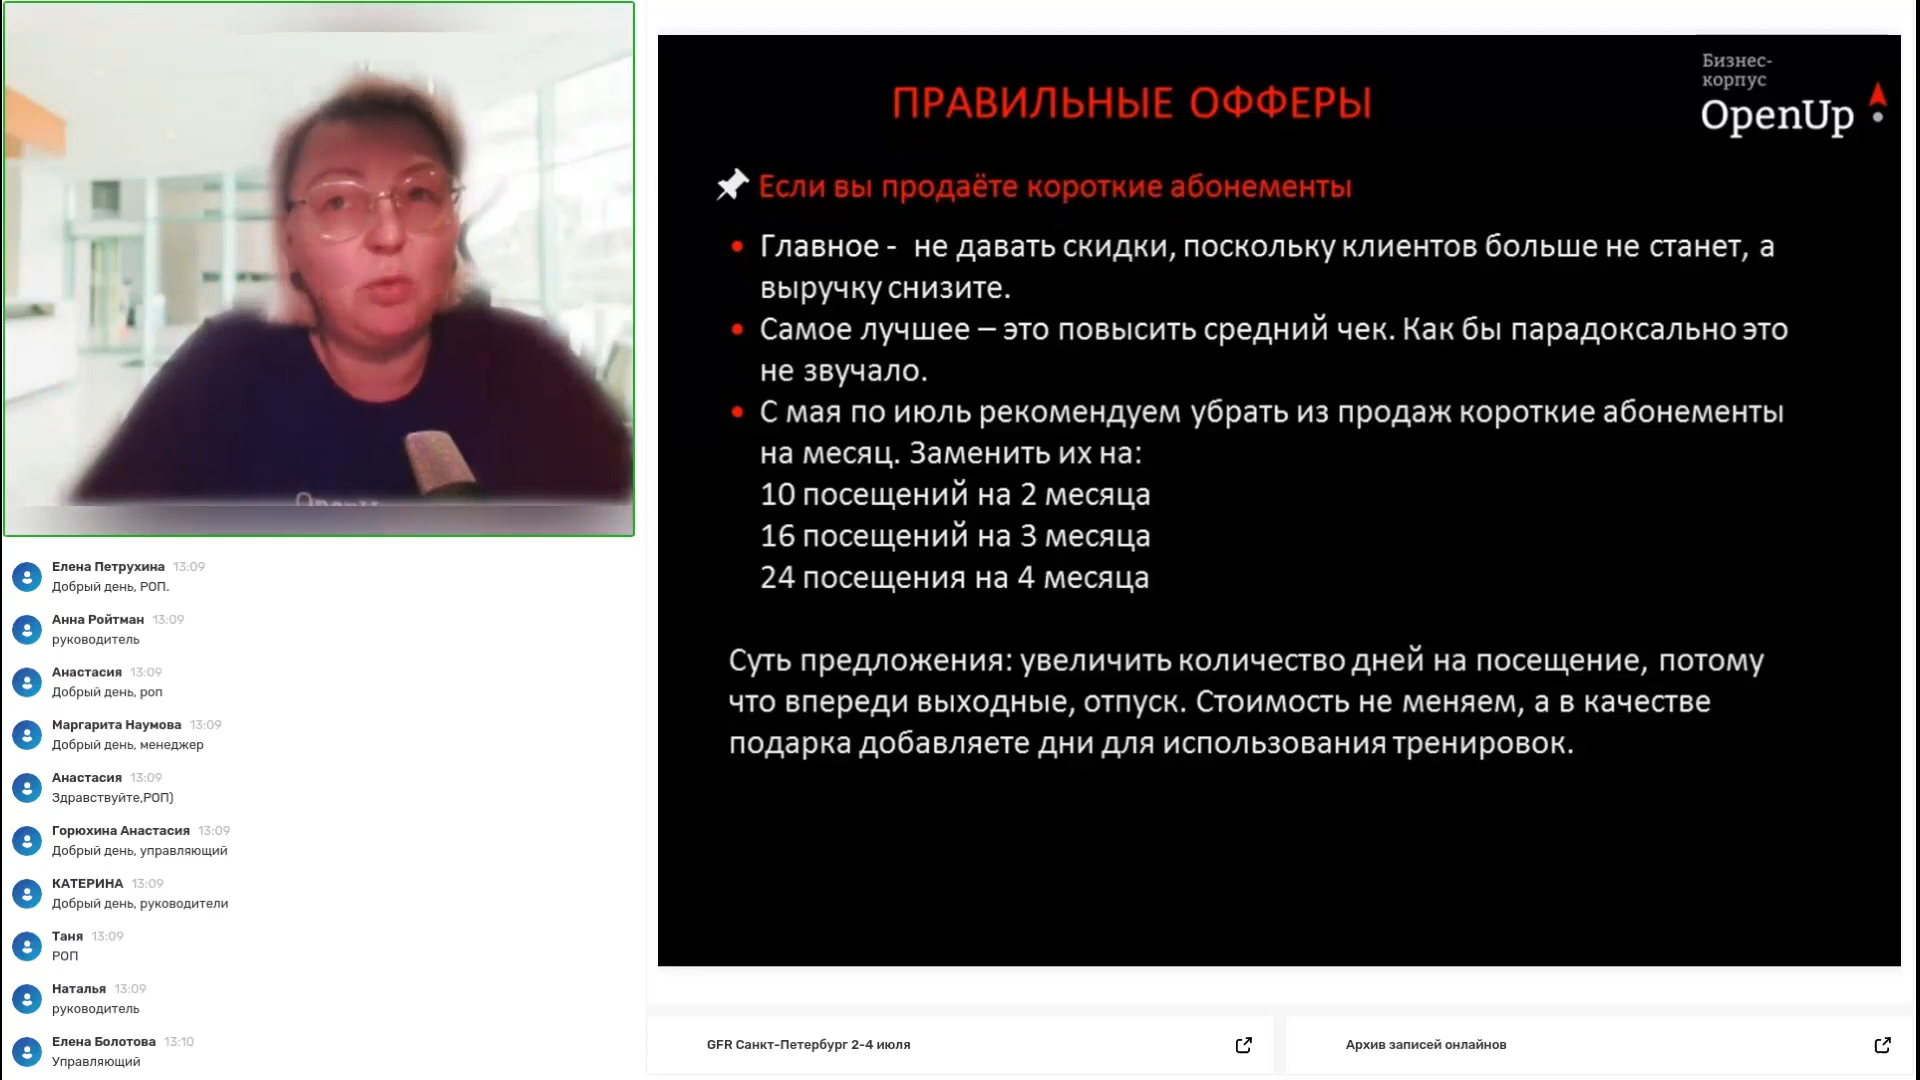 Бизнес-
корпус
OpenUp
ПРАВИЛЬНЫЕ ОФФЕРЫ
Если вы продаёте короткие абонементы
• Главное - не давать скидки, поскольку клиентов больше не станет, а
выручку снизите.
• Самое лучшее – это повысить средний чек. Как бы парадоксально это
не звучало.
• С мая по июль рекомендуем убрать из продаж короткие абонементы
на месяц. Заменить их на:
10 посещений на 2 месяца
16 посещений на 3 месяца
24 посещения на 4 месяца
Суть предложения: увеличить количество дней на посещение, потому
что впереди выходные, отпуск. Стоимость не меняем, а в качестве
подарка добавляете дни для использования тренировок.
Елена Петрухина 13:09
Добрый день, РОП.
Анна Ройтман 13:09
руководитель
Анастасия 13:09
Добрый день, роп
Маргарита Наумова 13:09
Добрый день, менеджер
Анастасия 13:09
Здравствуйте,РОП)
Горюхина Анастасия 13:09
Добрый день, управляющий
КАТЕРИНА 13:09
Добрый день, руководители
Таня 13:09
РОП
Наталья 13:09
руководитель
Елена Болотова 13:10
Управляющий
GFR Санкт-Петербург 2-4 июля
Архив записей онлайнов